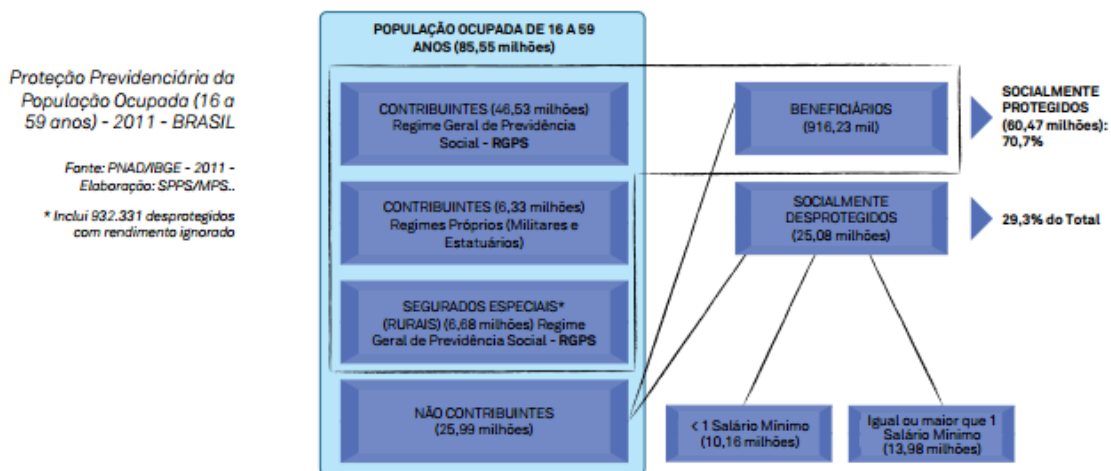 Proteção Previdenciária da
População Ocupada (16 a
59 anos) - 2011 - BRASIL
Fonte: PNAD/IBGE - 2011 -
Elaboração: SPPS/MPS..
* Inclui 932.331 desprotegidos
com rendimento ignorado
POPULAÇÃO OCUPADA DE 16 A 59
ANOS (85,55 milhões)
CONTRIBUINTES (46,53 milhões)
Regime Geral de Previdência
Social - RGPS
CONTRIBUINTES (6,33 milhões)
Regimes Próprios (Militares e
Estatuários)
SEGURADOS ESPECIAIS*
(RURAIS) (6,68 milhões) Regime
Geral de Previdência Social - RGPS
NÃO CONTRIBUINTES
(25,99 milhões)
BENEFICIÁRIOS
(916,23 mil)
SOCIALMENTE
PROTEGIDOS
(60,47 milhões):
70,7%
SOCIALMENTE
DESPROTEGIDOS
(25,08 milhões)
29,3% do Total
< 1 Salário Mínimo
(10,16 milhões)
Igual ou maior que 1
Salário Mínimo
(13,98 milhões)